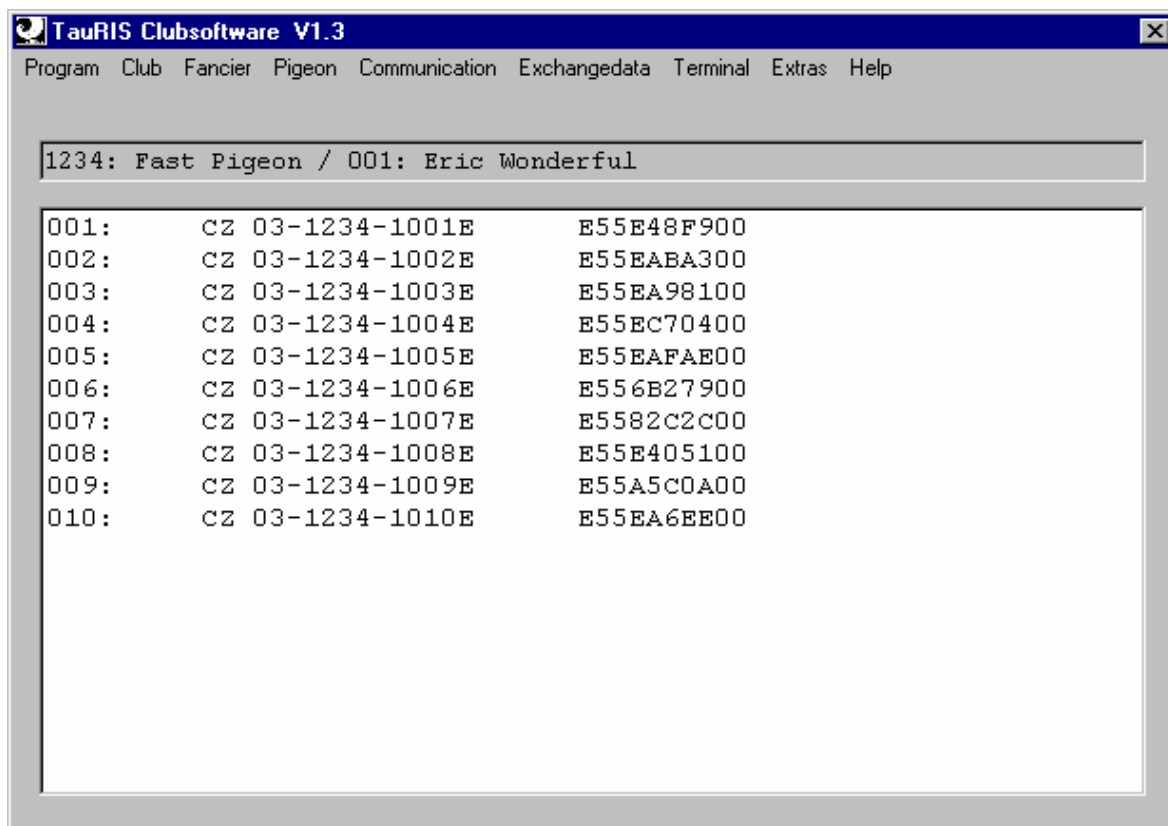 TauRIS Clubsoftware V1.3
Program Club Fancier Pigeon Communication Exchangedata Terminal Extras Help
1234: Fast Pigeon / 001: Eric Wonderful
001: CZ 03-1234-1001E E55E48F900
002: CZ 03-1234-1002E E55EABA300
003: CZ 03-1234-1003E E55EA98100
004: CZ 03-1234-1004E E55EC70400
005: CZ 03-1234-1005E E55EAFAE00
006: CZ 03-1234-1006E E556B27900
007: CZ 03-1234-1007E E5582C2C00
008: CZ 03-1234-1008E E55E405100
009: CZ 03-1234-1009E E55A5C0A00
010: CZ 03-1234-1010E E55EA6EE00